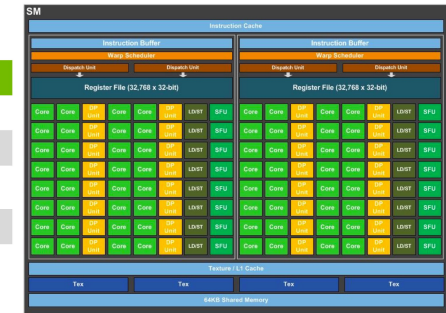 SM
Instruction Cache
Instruction Buffer Instruction Buffer
Warp Scheduler Warp Scheduler
Dispatch Unit Dispatch Unit Dispatch Unit Dispatch Unit
Register File (32,768 x 32-bit) Register File (32,768 x 32-bit)
Core Core DP Unit Core Core DP Unit LD/ST SFU Core Core DP Unit Core Core DP Unit LD/ST SFU
Core Core DP Unit Core Core DP Unit LD/ST SFU Core Core DP Unit Core Core DP Unit LD/ST SFU
Core Core DP Unit Core Core DP Unit LD/ST SFU Core Core DP Unit Core Core DP Unit LD/ST SFU
Core Core DP Unit Core Core DP Unit LD/ST SFU Core Core DP Unit Core Core DP Unit LD/ST SFU
Core Core DP Unit Core Core DP Unit LD/ST SFU Core Core DP Unit Core Core DP Unit LD/ST SFU
Core Core DP Unit Core Core DP Unit LD/ST SFU Core Core DP Unit Core Core DP Unit LD/ST SFU
Core Core DP Unit Core Core DP Unit LD/ST SFU Core Core DP Unit Core Core DP Unit LD/ST SFU
Core Core DP Unit Core Core DP Unit LD/ST SFU Core Core DP Unit Core Core DP Unit LD/ST SFU
Texture / L1 Cache
Tex Tex Tex Tex
64KB Shared Memory